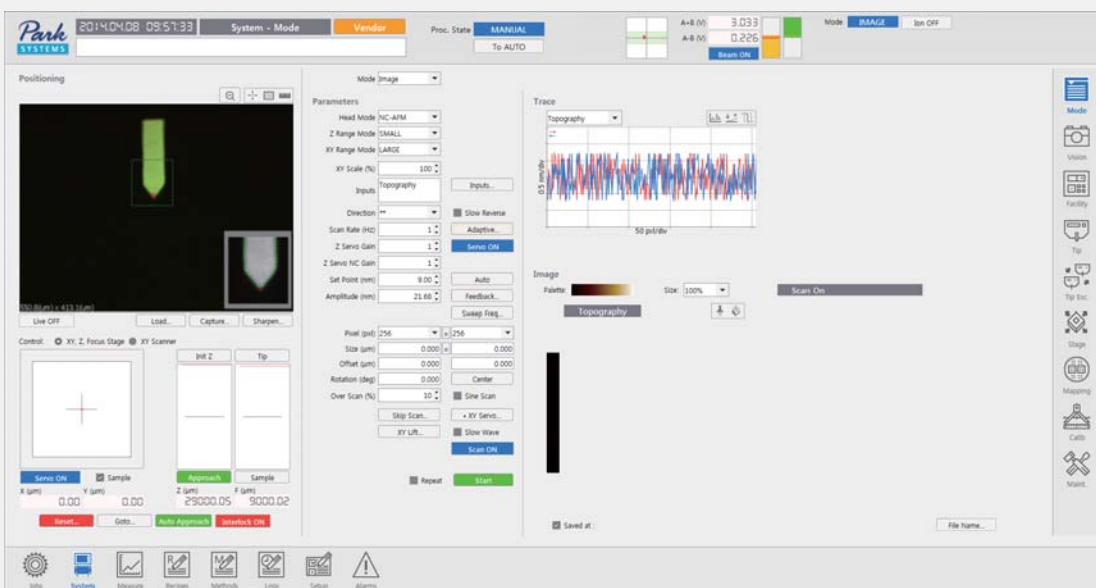 Park
SYSTEMS
2014.04.08 09:57:33
System - Mode
Vendor
Proc. State
MANUAL
To AUTO
A+B (V) 3.033
A-B (V) 0.226
Beam ON
Mode
IMAGE
Ion OFF
Positioning
Live OFF
Load...
Capture...
Sharpen...
Control:
XY, Z, Focus Stage
XY Scanner
Init Z
Tip
Servo ON
Sample
Approach
Sample
X (μm)
Y (μm)
Z (μm)
F (μm)
0.00
0.00
29000.05
9000.02
Reset...
Goto...
Auto Approach
Interlock ON
Mode Image
Parameters
Head Mode NC-AFM
Z Range Mode SMALL
XY Range Mode LARGE
XY Scale (%) 100
Inputs Topography
Inputs...
Direction ↔
Slow Reverse
Scan Rate (Hz) 1
Adaptive...
Z Servo Gain 1
Servo ON
Z Servo NC Gain 1
Set Point (nm) 9.00
Auto
Amplitude (nm) 21.68
Feedback...
Sweep Freq...
Pixel (pxl) 256 × 256
Size (μm) 0.000 × 0.000
Offset (μm) 0.000 0.000
Rotation (deg) 0.000
Center
Over Scan (%) 10
Sine Scan
Skip Scan...
+ XY Servo...
XY Lift...
Slow Wave
Scan ON
Repeat
Start
Trace
Topography
0.5 nm/div
50 pxl/div
Image
Palette:
Size: 100%
Scan On
Topography
Saved at :
File Name...
Mode
Vision
Facility
Tip
Tip Exc.
Stage
Mapping
Calib
Maint.
Jobs
System
Measure
Recipes
Methods
Logs
Setup
Alarms